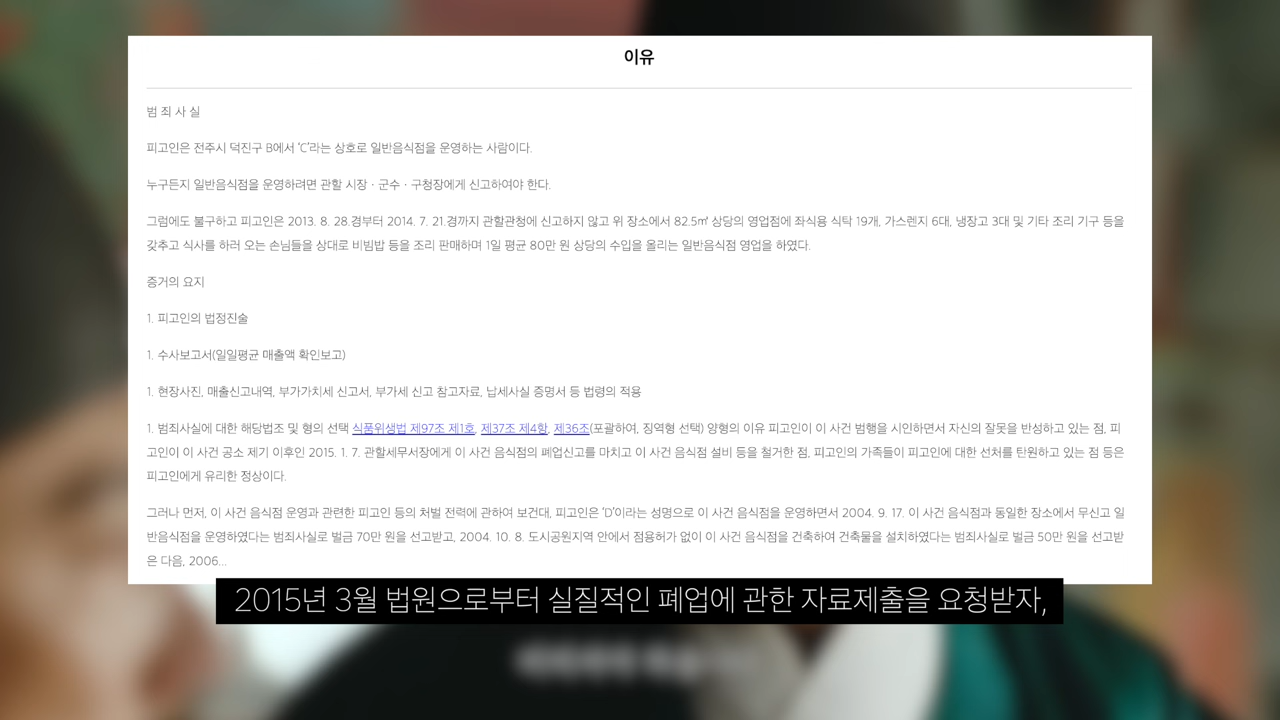 이유
범 죄 사 실
피고인은 전주시 덕진구 B에서 ‘C’라는 상호로 일반음식점을 운영하는 사람이다.
누구든지 일반음식점을 운영하려면 관할 시장 · 군수 · 구청장에게 신고하여야 한다.
그럼에도 불구하고 피고인은 2013. 8. 28.경부터 2014. 7. 21.경까지 관할관청에 신고하지 않고 위 장소에서 82.5㎡ 상당의 영업점에 좌식용 식탁 19개, 가스렌지 6대, 냉장고 3대 및 기타 조리 기구 등을
갖추고 식사를 하러 오는 손님들을 상대로 비빔밥 등을 조리 판매하며 1일 평균 80만 원 상당의 수입을 올리는 일반음식점 영업을 하였다.
증거의 요지
1. 피고인의 법정진술
1. 수사보고서(일일평균 매출액 확인보고)
1. 현장사진, 매출신고내역, 부가가치세 신고서, 부가세 신고 참고자료, 납세사실 증명서 등 법령의 적용
1. 범죄사실에 대한 해당법조 및 형의 선택 식품위생법 제97조 제1호, 제37조 제4항, 제36조(포괄하여, 징역형 선택) 양형의 이유 피고인이 이 사건 범행을 시인하면서 자신의 잘못을 반성하고 있는 점, 피
고인이 이 사건 공소 제기 이후인 2015. 1. 7. 관할세무서장에게 이 사건 음식점의 폐업신고를 마치고 이 사건 음식점 설비 등을 철거한 점, 피고인의 가족들이 피고인에 대한 선처를 탄원하고 있는 점 등은
피고인에게 유리한 정상이다.
그러나 먼저, 이 사건 음식점 운영과 관련한 피고인 등의 처벌 전력에 관하여 보건대, 피고인은 ‘D’이라는 성명으로 이 사건 음식점을 운영하면서 2004. 9. 17. 이 사건 음식점과 동일한 장소에서 무신고 일
반음식점을 운영하였다는 범죄사실로 벌금 70만 원을 선고받고, 2004. 10. 8. 도시공원지역 안에서 점용허가 없이 이 사건 음식점을 건축하여 건축물을 설치하였다는 범죄사실로 벌금 50만 원을 선고받
은 다음, 2006...
2015년 3월 법원으로부터 실질적인 폐업에 관한 자료제출을 요청받자,